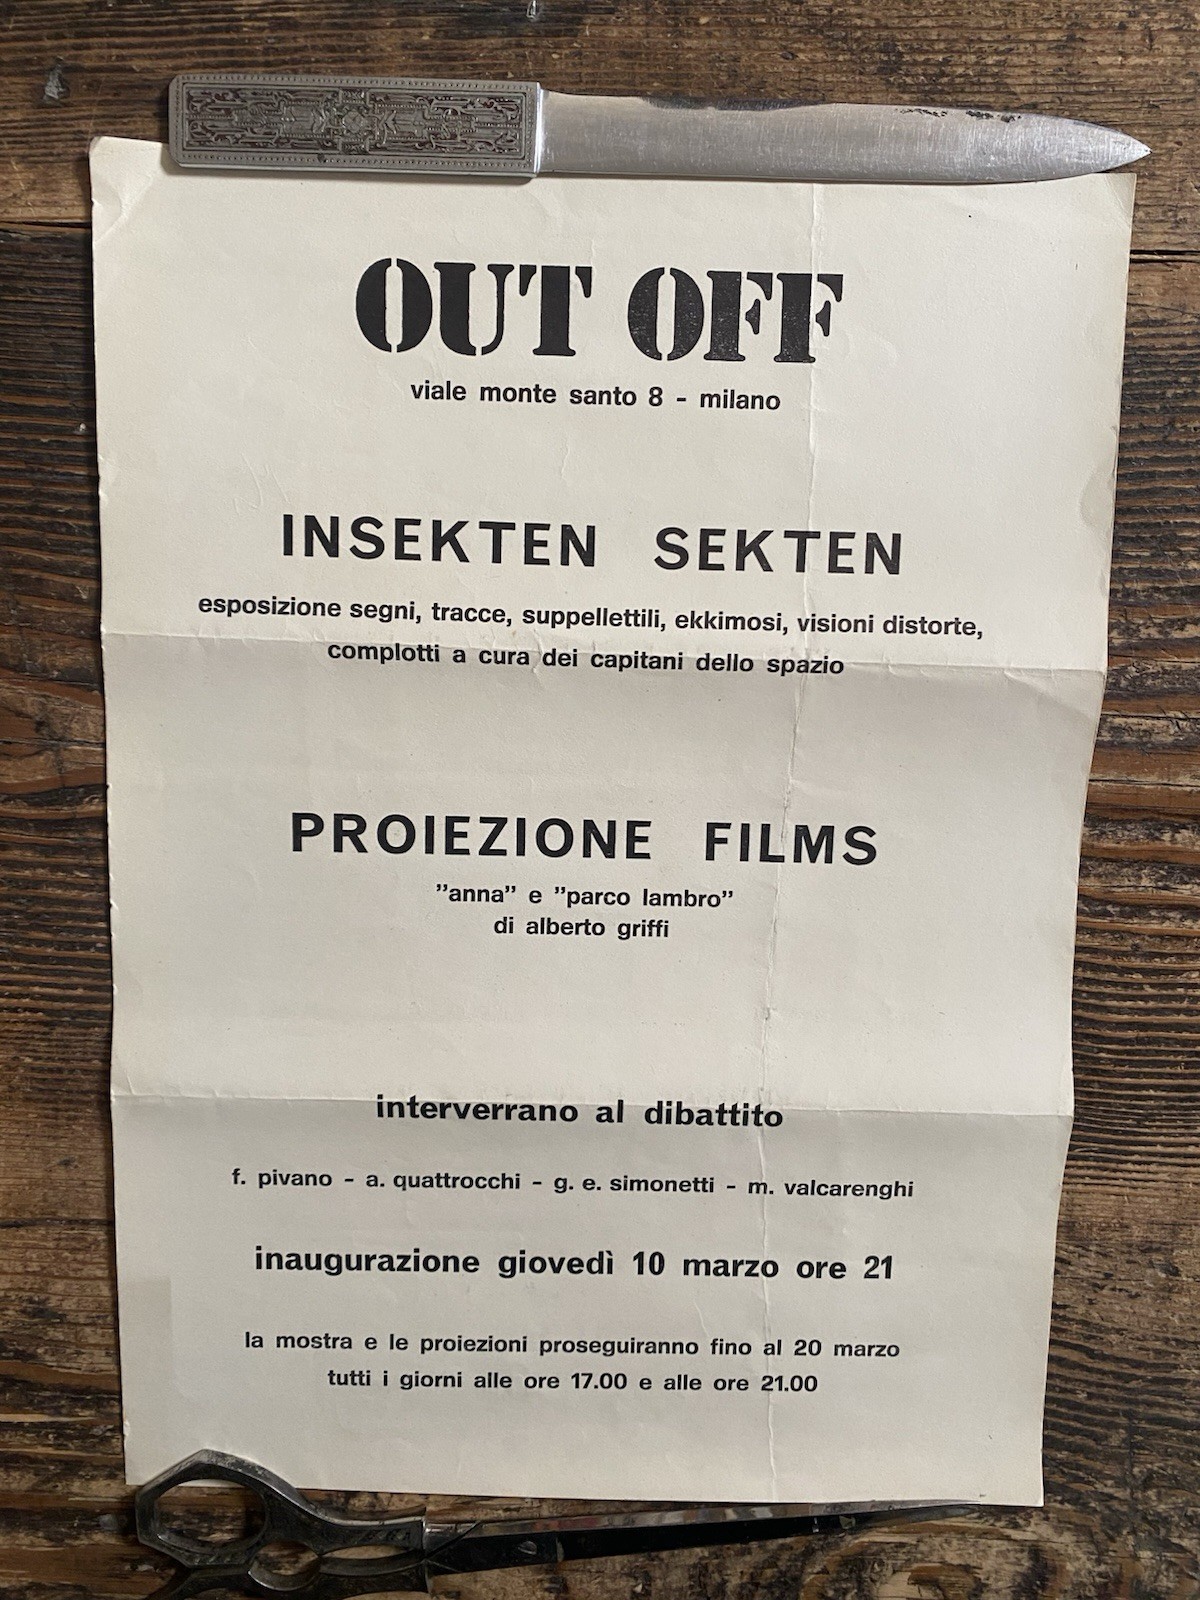 OUT OFF
viale monte santo 8 - milano
INSEKTEN SEKTEN
esposizione segni, tracce, suppellettili, ekkimosi, visioni distorte,
complotti a cura dei capitani dello spazio
PROIEZIONE FILMS
”anna” e ”parco lambro”
di alberto griffi
interverrano al dibattito
f. pivano - a. quattrocchi - g. e. simonetti - m. valcarenghi
inaugurazione giovedì 10 marzo ore 21
la mostra e le proiezioni proseguiranno fino al 20 marzo
tutti i giorni alle ore 17.00 e alle ore 21.00